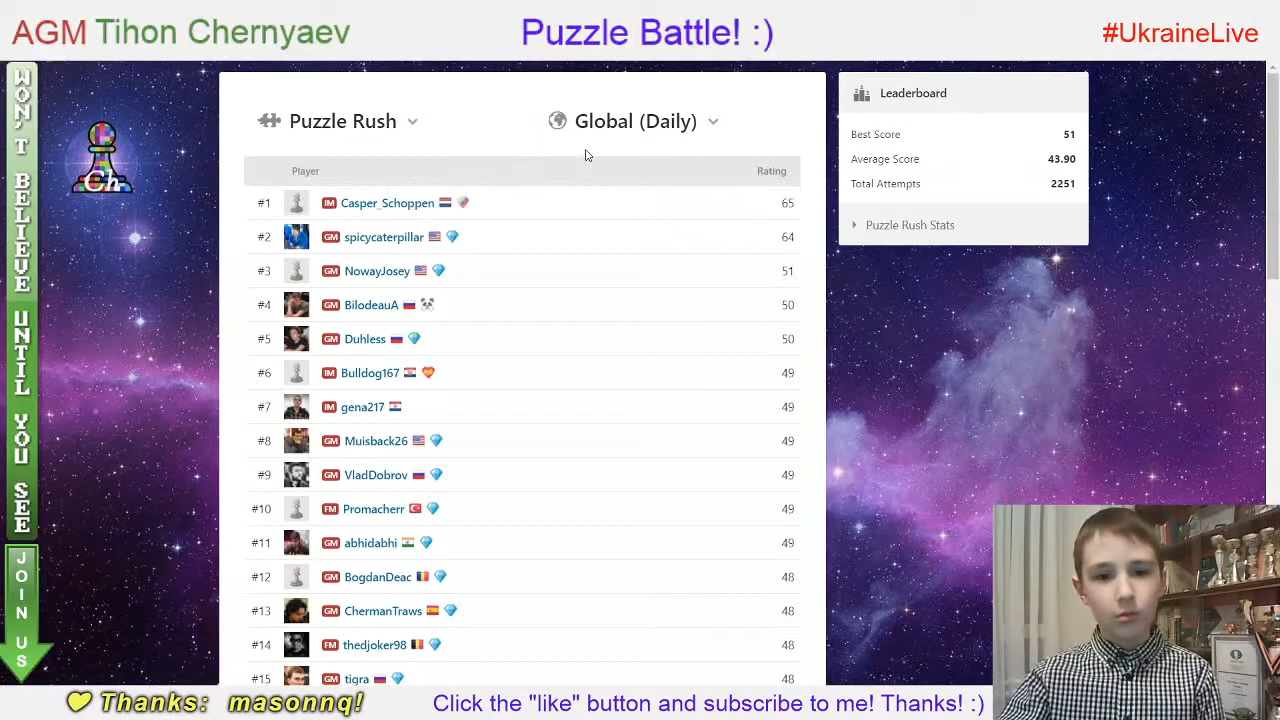 AGM Tihon Chernyaev
Puzzle Battle! :)
#UkraineLive
WON'T BELIEVE UNTIL YOU SEE
JOIN US
Ch
Puzzle Rush
Global (Daily)
Player Rating
#1 IM Casper_Schoppen 65
#2 GM spicycaterpillar 64
#3 GM NowayJosey 51
#4 GM BilodeauA 50
#5 GM Duhless 50
#6 IM Bulldog167 49
#7 IM gena217 49
#8 GM Muisback26 49
#9 GM VladDobrov 49
#10 FM Promacherr 49
#11 GM abhidabhi 49
#12 GM BogdanDeac 48
#13 GM ChermanTraws 48
#14 FM thedjoker98 48
#15 GM tigra 48
Leaderboard
Best Score 51
Average Score 43.90
Total Attempts 2251
Puzzle Rush Stats
Thanks: masonnq!
Click the "like" button and subscribe to me! Thanks! :)